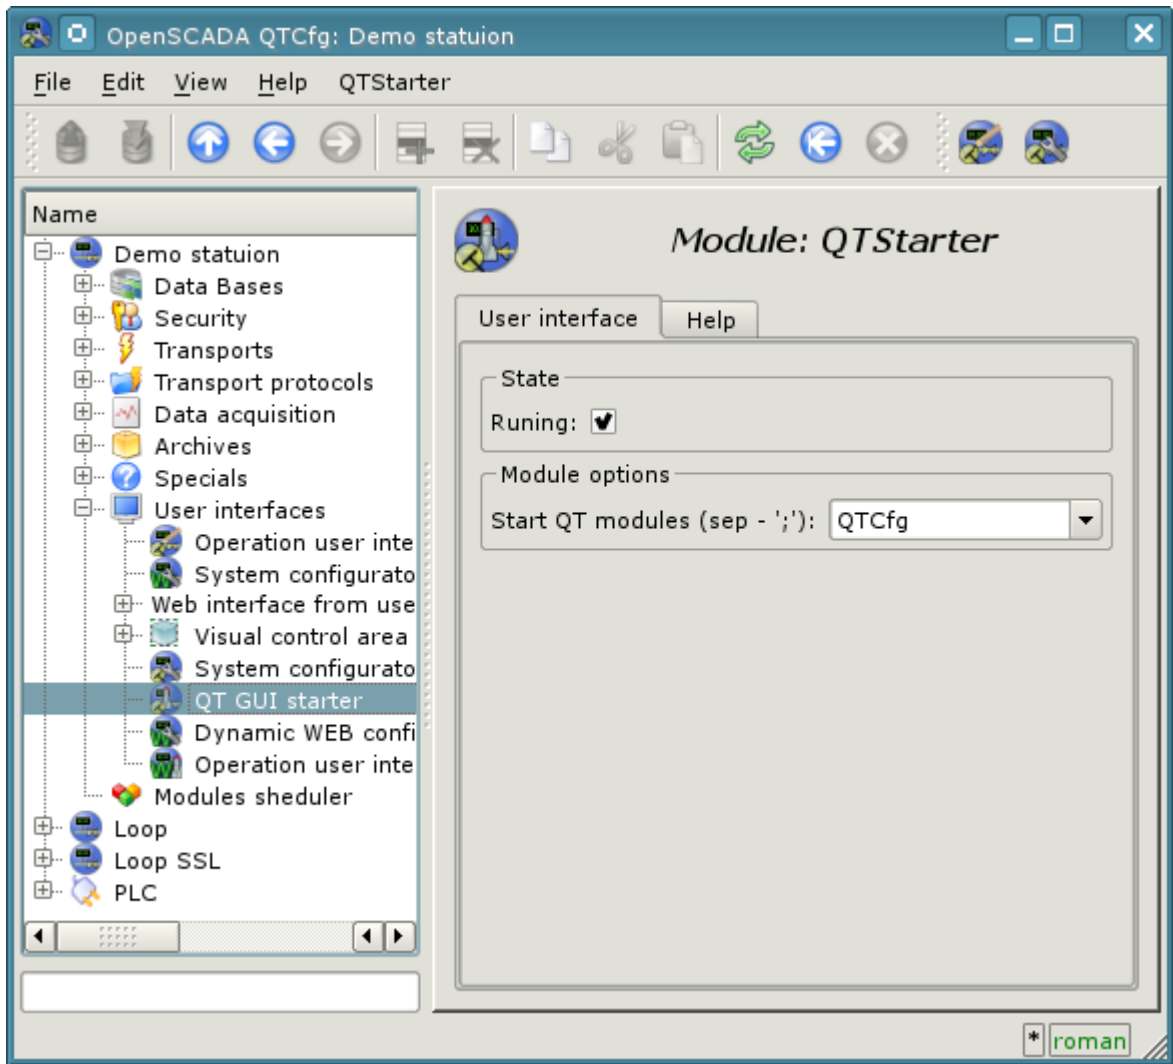 OpenSCADA QTCfg: Demo statuion
File Edit View Help QTStarter
Name
Demo statuion
Data Bases
Security
Transports
Transport protocols
Data acquisition
Archives
Specials
User interfaces
Operation user inte
System configurato
Web interface from use
Visual control area
System configurato
QT GUI starter
Dynamic WEB confi
Operation user inte
Modules sheduler
Loop
Loop SSL
PLC
Module: QTStarter
User interface Help
State
Runing:
Module options
Start QT modules (sep - ';'): QTCfg
* roman